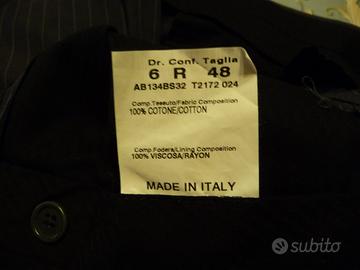 Dr. Conf. Taglia
6 R 48
AB134BS32 T2172 024
Comp.Tessuto/Fabric Composition
100% COTONE/COTTON
Comp.Fodera/Lining Composition
100% VISCOSA/RAYON
MADE IN ITALY
subito